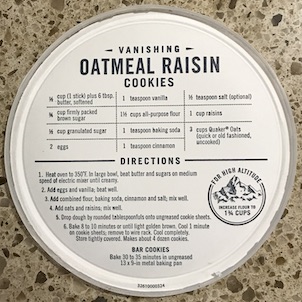 VANISHING
OATMEAL RAISIN
COOKIES
½ cup (1 stick) plus 6 tbsp. butter, softened
1 teaspoon vanilla
½ teaspoon salt (optional)
¾ cup firmly packed brown sugar
1½ cups all-purpose flour
1 cup raisins
½ cup granulated sugar
1 teaspoon baking soda
3 cups Quaker® Oats (quick or old fashioned, uncooked)
2 eggs
1 teaspoon cinnamon
DIRECTIONS
1. Heat oven to 350°F. In large bowl, beat butter and sugars on medium
speed of electric mixer until creamy.
2. Add eggs and vanilla, beat well.
3. Add combined flour, baking soda, cinnamon and salt; mix well.
4. Add oats and raisins; mix well.
5. Drop dough by rounded tablespoonfuls onto ungreased cookie sheets.
6. Bake 8 to 10 minutes or until light golden brown. Cool 1 minute
on cookie sheets; remove to wire rack. Cool completely.
Store tightly covered. Makes about 4 dozen cookies.
FOR HIGH ALTITUDE
INCREASE FLOUR TO
1¾ CUPS
BAR COOKIES
Bake 30 to 35 minutes in ungreased
13 x 9-in metal baking pan